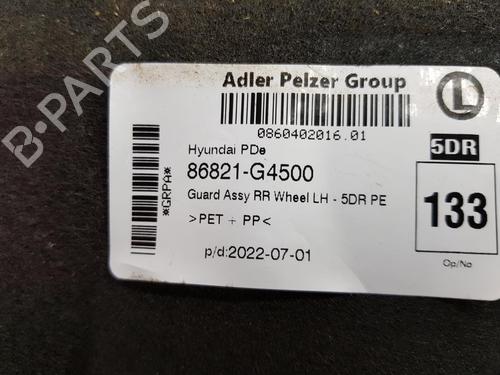 B-PARTS
Adler Pelzer Group
L
0860402016.01
*GRPA*
Hyundai PDe
86821-G4500
Guard Assy RR Wheel LH - 5DR PE
>PET + PP<
p/d:2022-07-01
5DR
133
Op/No